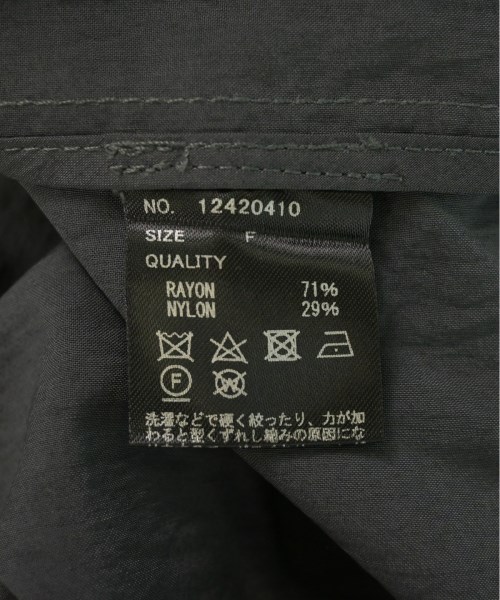 NO. 12420410
SIZE F
QUALITY
RAYON 71%
NYLON 29%
F W
洗濯などで硬く絞ったり、力が加
わると型くずれし縮みの原因にな